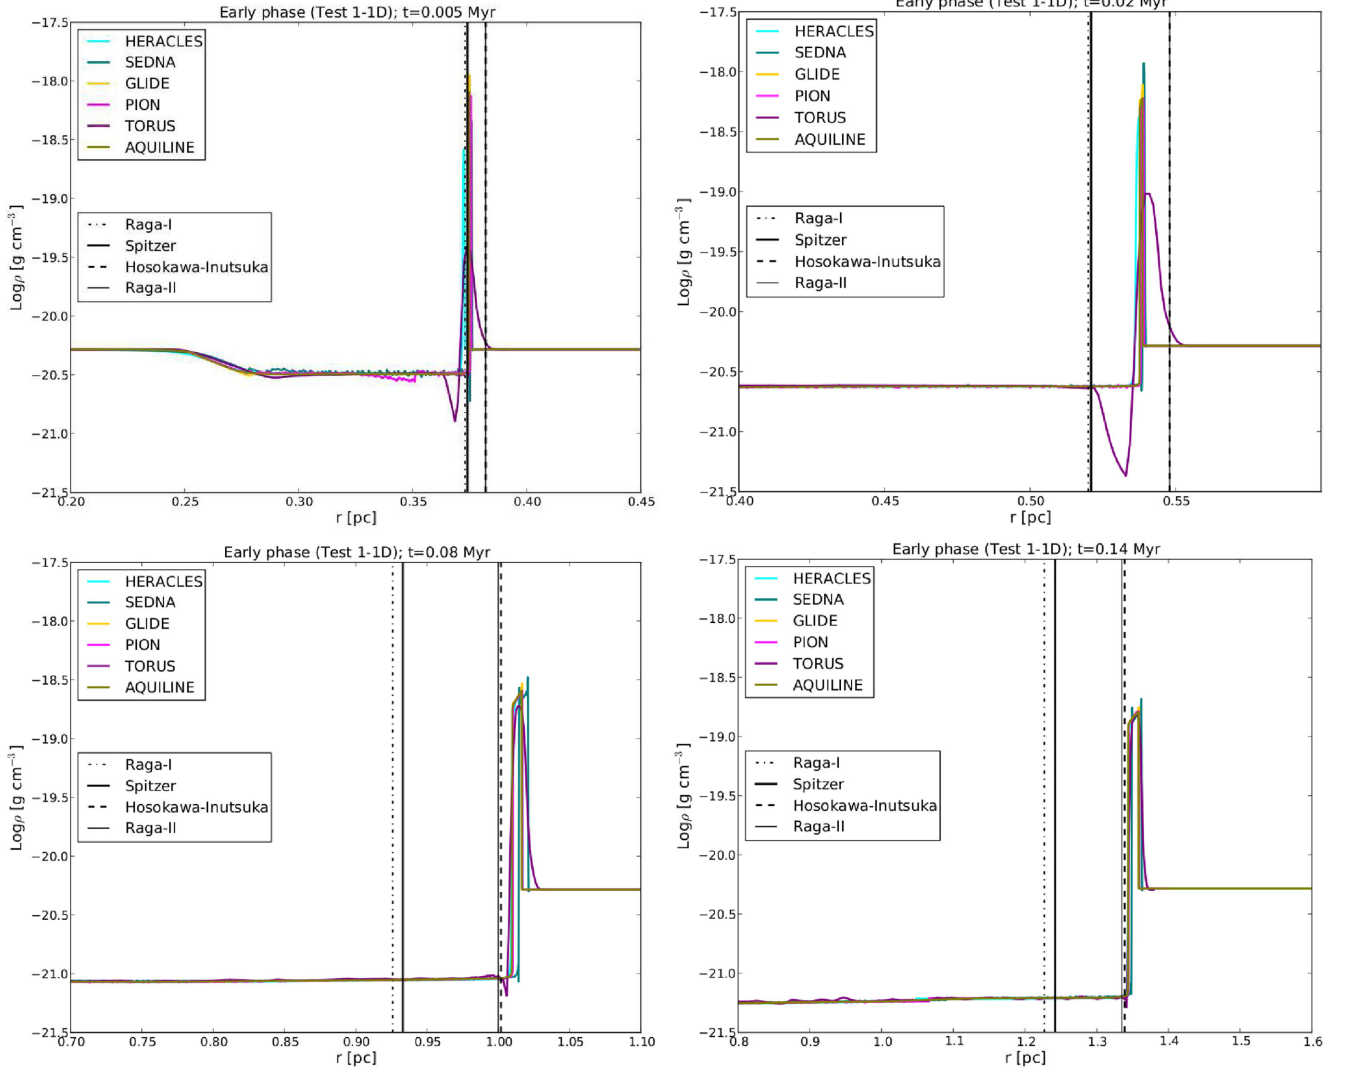 Early phase (Test 1-1D); t=0.005 Myr
HERACLES
SEDNA
GLIDE
PION
TORUS
AQUILINE
Raga-I
Spitzer
Hosokawa-Inutsuka
Raga-II
−17.5
−18.0
−18.5
−19.0
−19.5
−20.0
−20.5
−21.0
−21.5
0.20
0.25
0.30
0.35
0.40
0.45
Logρ [g cm⁻³]
r [pc]
Early phase (Test 1-1D); t=0.02 Myr
HERACLES
SEDNA
GLIDE
PION
TORUS
AQUILINE
Raga-I
Spitzer
Hosokawa-Inutsuka
Raga-II
−17.5
−18.0
−18.5
−19.0
−19.5
−20.0
−20.5
−21.0
−21.5
0.40
0.45
0.50
0.55
Logρ [g cm⁻³]
r [pc]
Early phase (Test 1-1D); t=0.08 Myr
HERACLES
SEDNA
GLIDE
PION
TORUS
AQUILINE
Raga-I
Spitzer
Hosokawa-Inutsuka
Raga-II
−17.5
−18.0
−18.5
−19.0
−19.5
−20.0
−20.5
−21.0
−21.5
0.70
0.75
0.80
0.85
0.90
0.95
1.00
1.05
1.10
Logρ [g cm⁻³]
r [pc]
Early phase (Test 1-1D); t=0.14 Myr
HERACLES
SEDNA
GLIDE
PION
TORUS
AQUILINE
Raga-I
Spitzer
Hosokawa-Inutsuka
Raga-II
−17.5
−18.0
−18.5
−19.0
−19.5
−20.0
−20.5
−21.0
−21.5
0.8
0.9
1.0
1.1
1.2
1.3
1.4
1.5
1.6
Logρ [g cm⁻³]
r [pc]